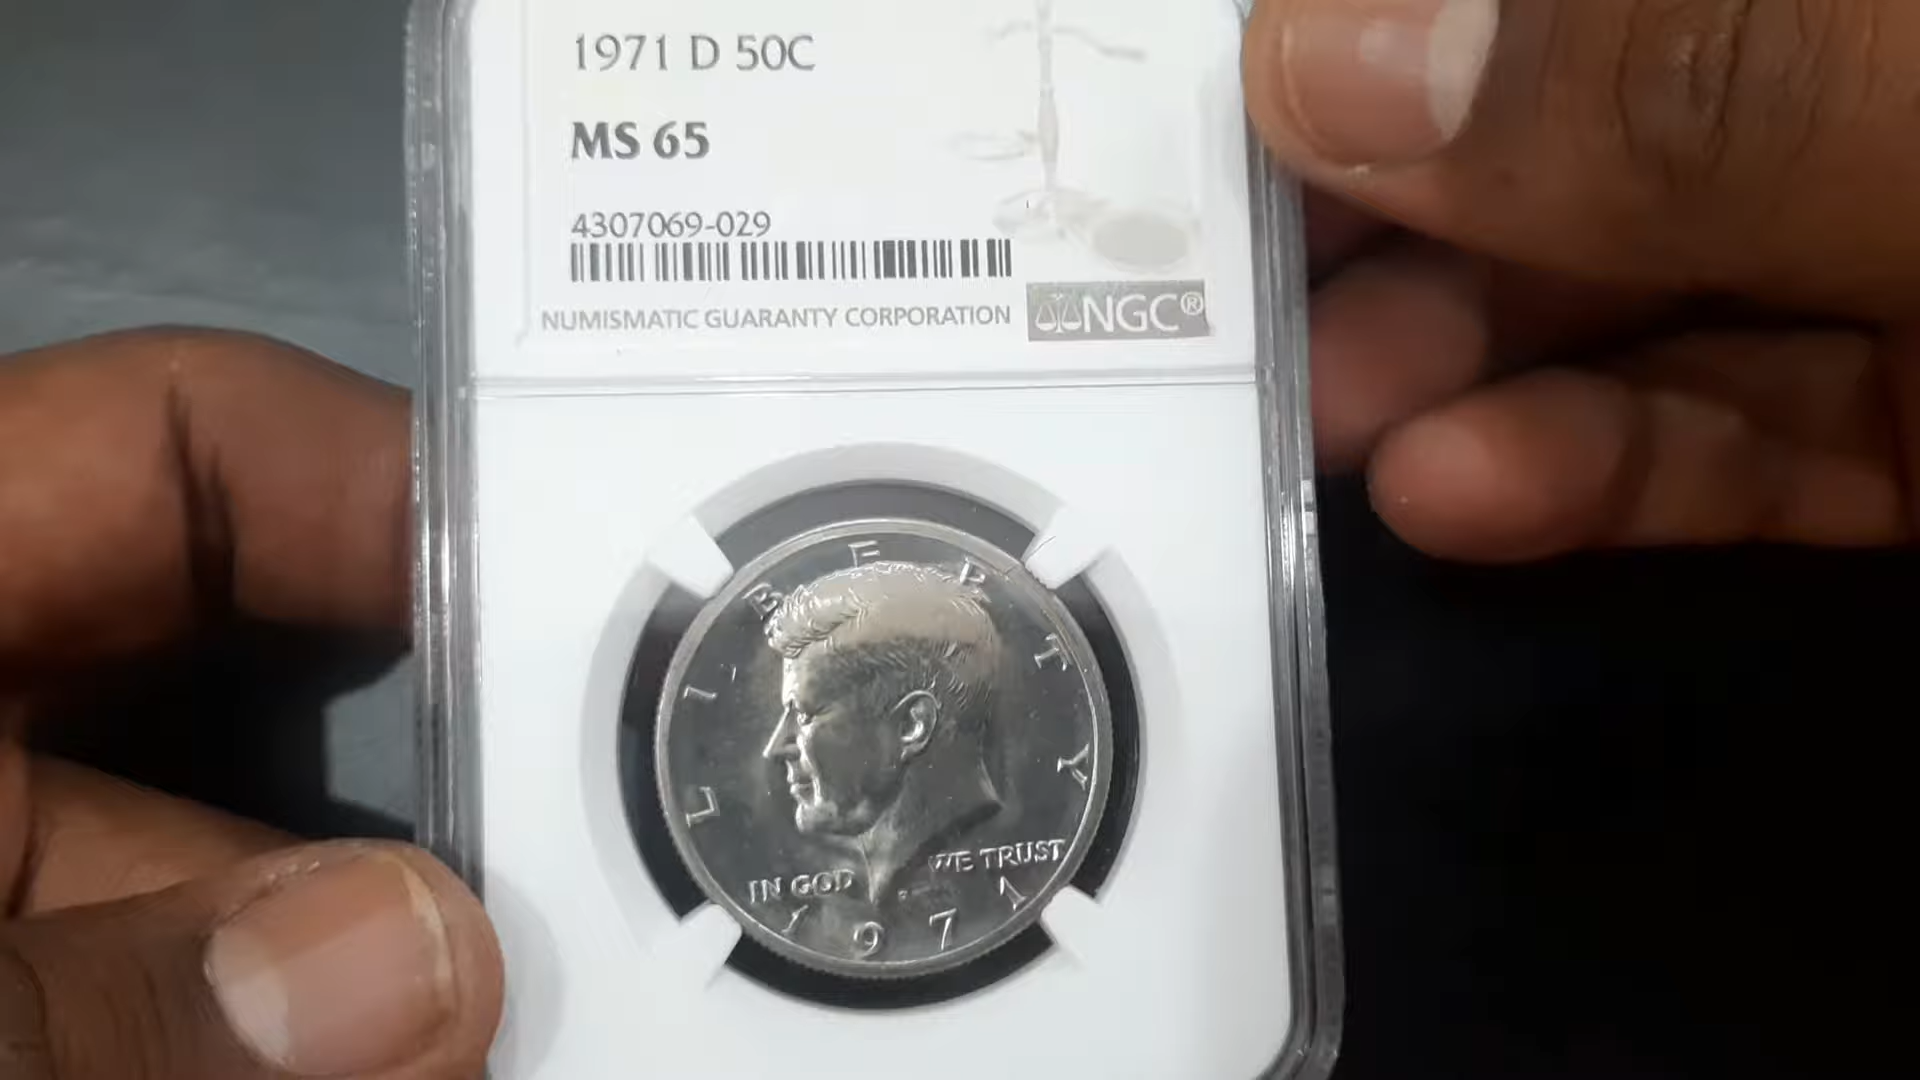 1971 D 50C
MS 65
4307069-029
NUMISMATIC GUARANTY CORPORATION
NGC®
LIBERTY
IN GOD WE TRUST
1971